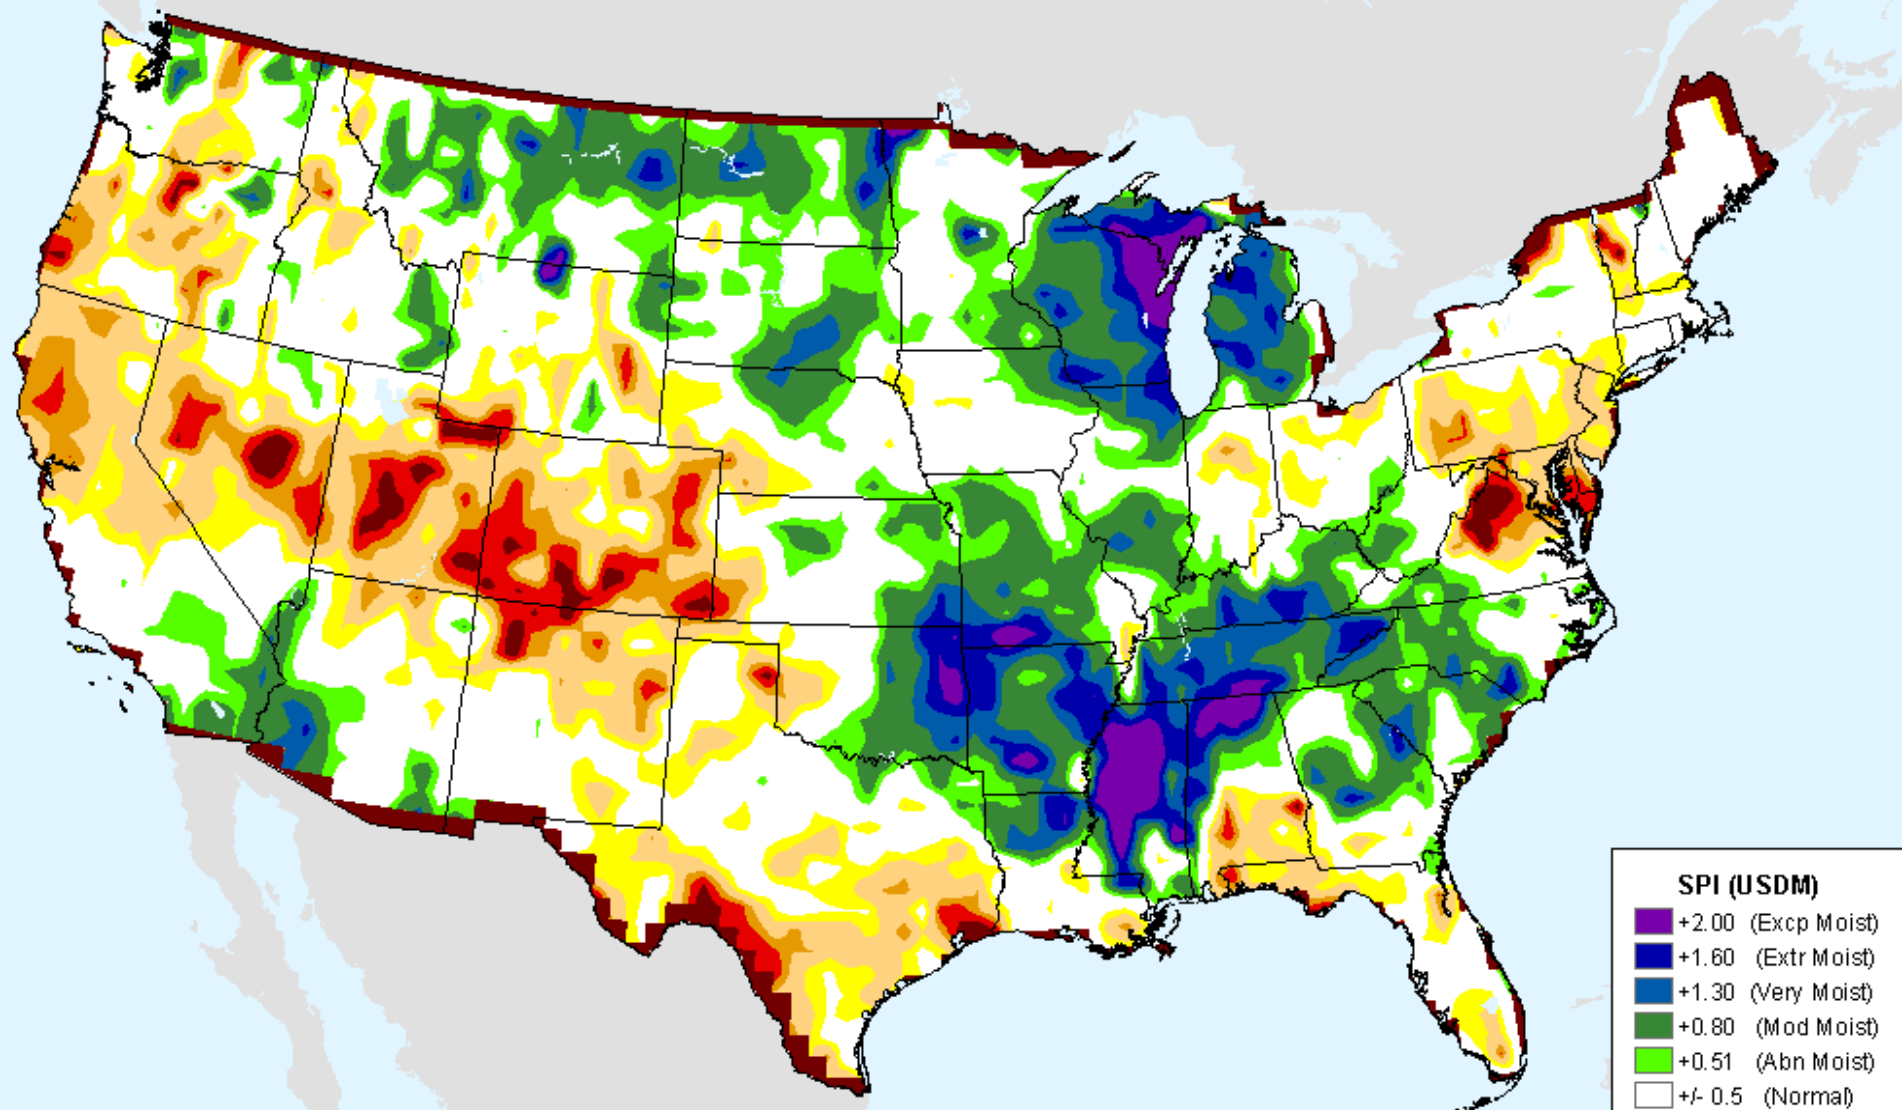 SPI (USDM)
+2.00 (Excp Moist)
+1.60 (Extr Moist)
+1.30 (Very Moist)
+0.80 (Mod Moist)
+0.51 (Abn Moist)
+/- 0.5 (Normal)